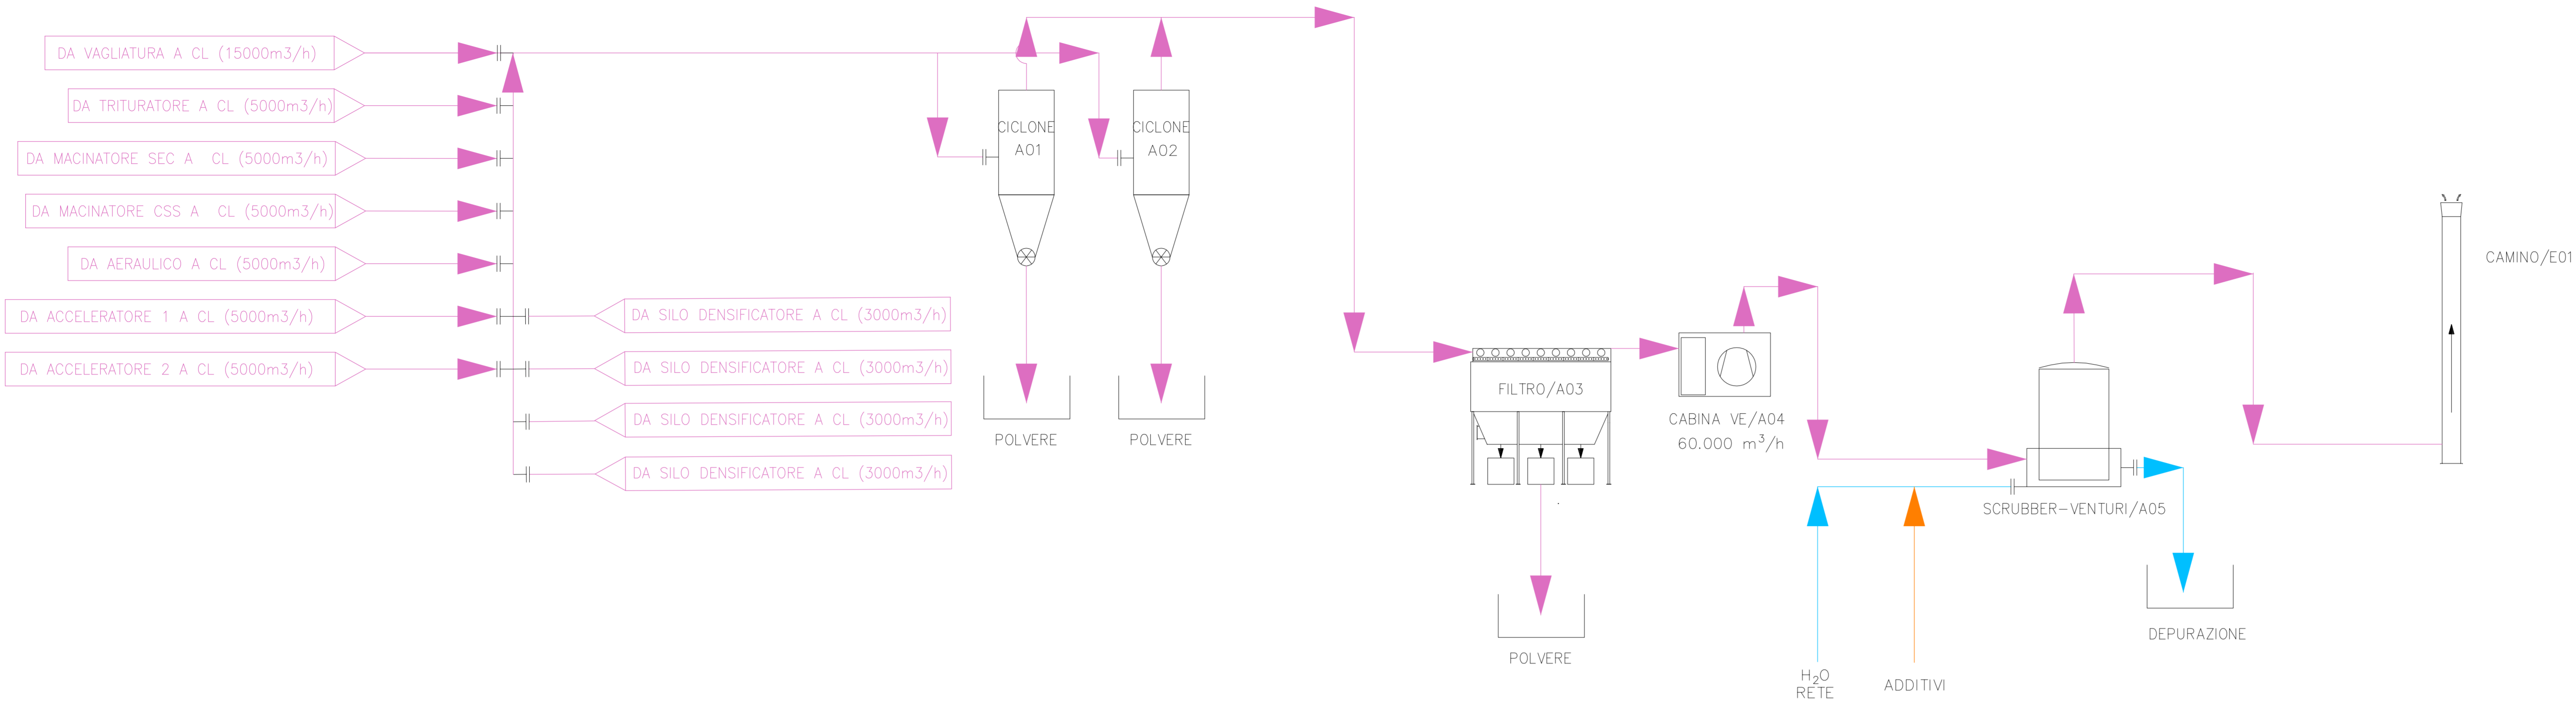 DA VAGLIATURA A CL (15000m3/h)
DA TRITURATORE A CL (5000m3/h)
DA MACINATORE SEC A CL (5000m3/h)
DA MACINATORE CSS A CL (5000m3/h)
DA AERAULICO A CL (5000m3/h)
DA ACCELERATORE 1 A CL (5000m3/h)
DA ACCELERATORE 2 A CL (5000m3/h)
DA SILO DENSIFICATORE A CL (3000m3/h)
DA SILO DENSIFICATORE A CL (3000m3/h)
DA SILO DENSIFICATORE A CL (3000m3/h)
DA SILO DENSIFICATORE A CL (3000m3/h)
CICLONE
A01
CICLONE
A02
POLVERE
POLVERE
FILTRO/A03
POLVERE
CABINA VE/A04
60.000 m³/h
SCRUBBER-VENTURI/A05
H₂O
RETE
ADDITIVI
DEPURAZIONE
CAMINO/E01